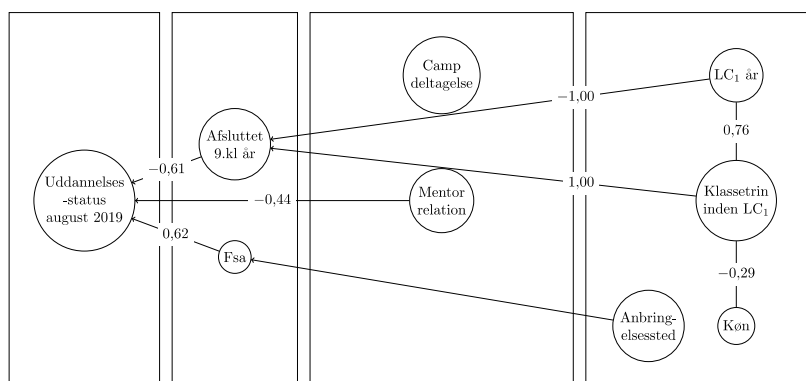 Camp
deltagelse
LC₁ år
−1,00
Afsluttet
9.kl år
0,76
−0,61
Uddannelses
-status
august 2019
−0,44
Mentor
relation
1,00
Klassetrin
inden LC₁
0,62
Fsa
−0,29
Anbring-
elsessted
Køn